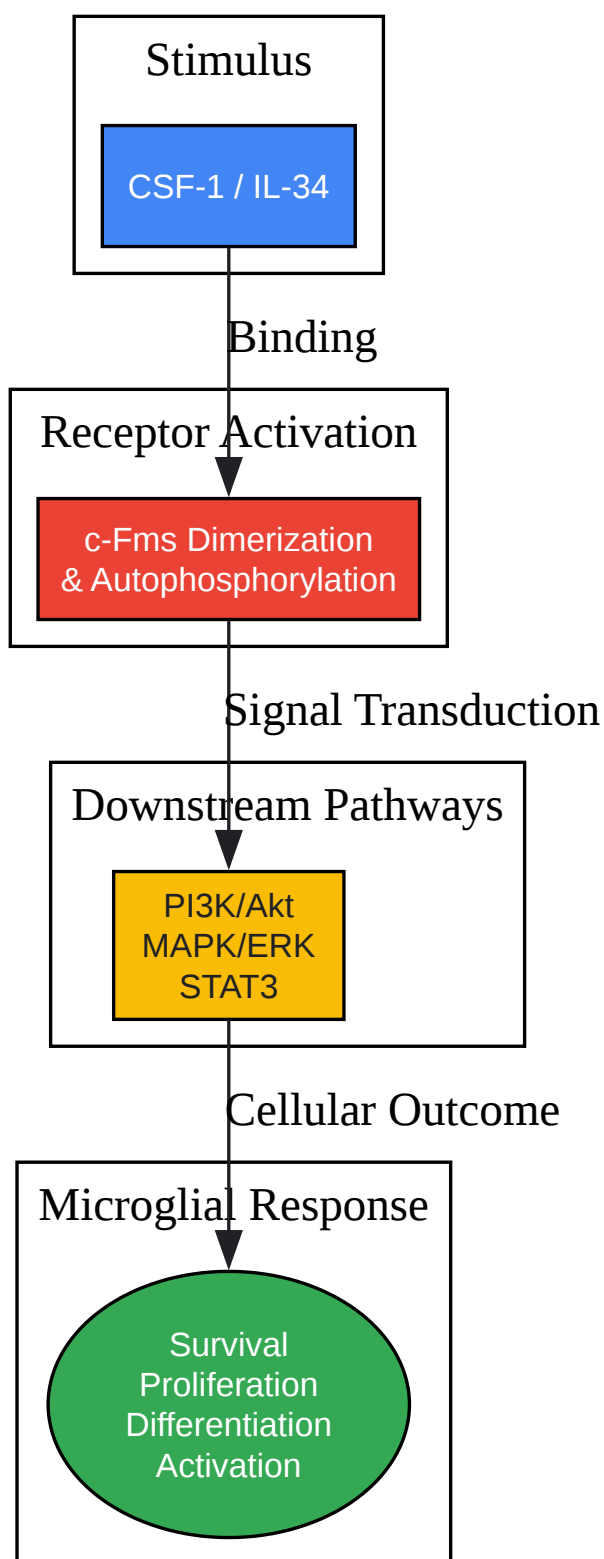 Stimulus
CSF-1 / IL-34
Binding
Receptor Activation
c-Fms Dimerization
& Autophosphorylation
Signal Transduction
Downstream Pathways
PI3K/Akt
MAPK/ERK
STAT3
Cellular Outcome
Microglial Response
Survival
Proliferation
Differentiation
Activation